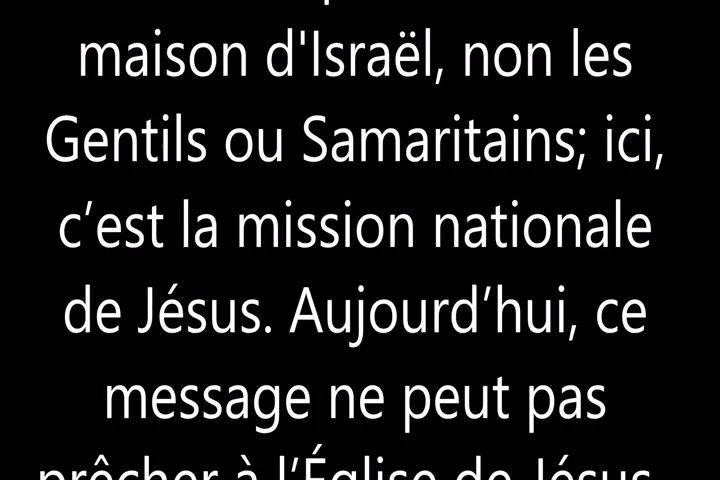 maison d'Israël, non les
Gentils ou Samaritains; ici,
c’est la mission nationale
de Jésus. Aujourd’hui, ce
message ne peut pas
prêcher à l’Église de Jésus